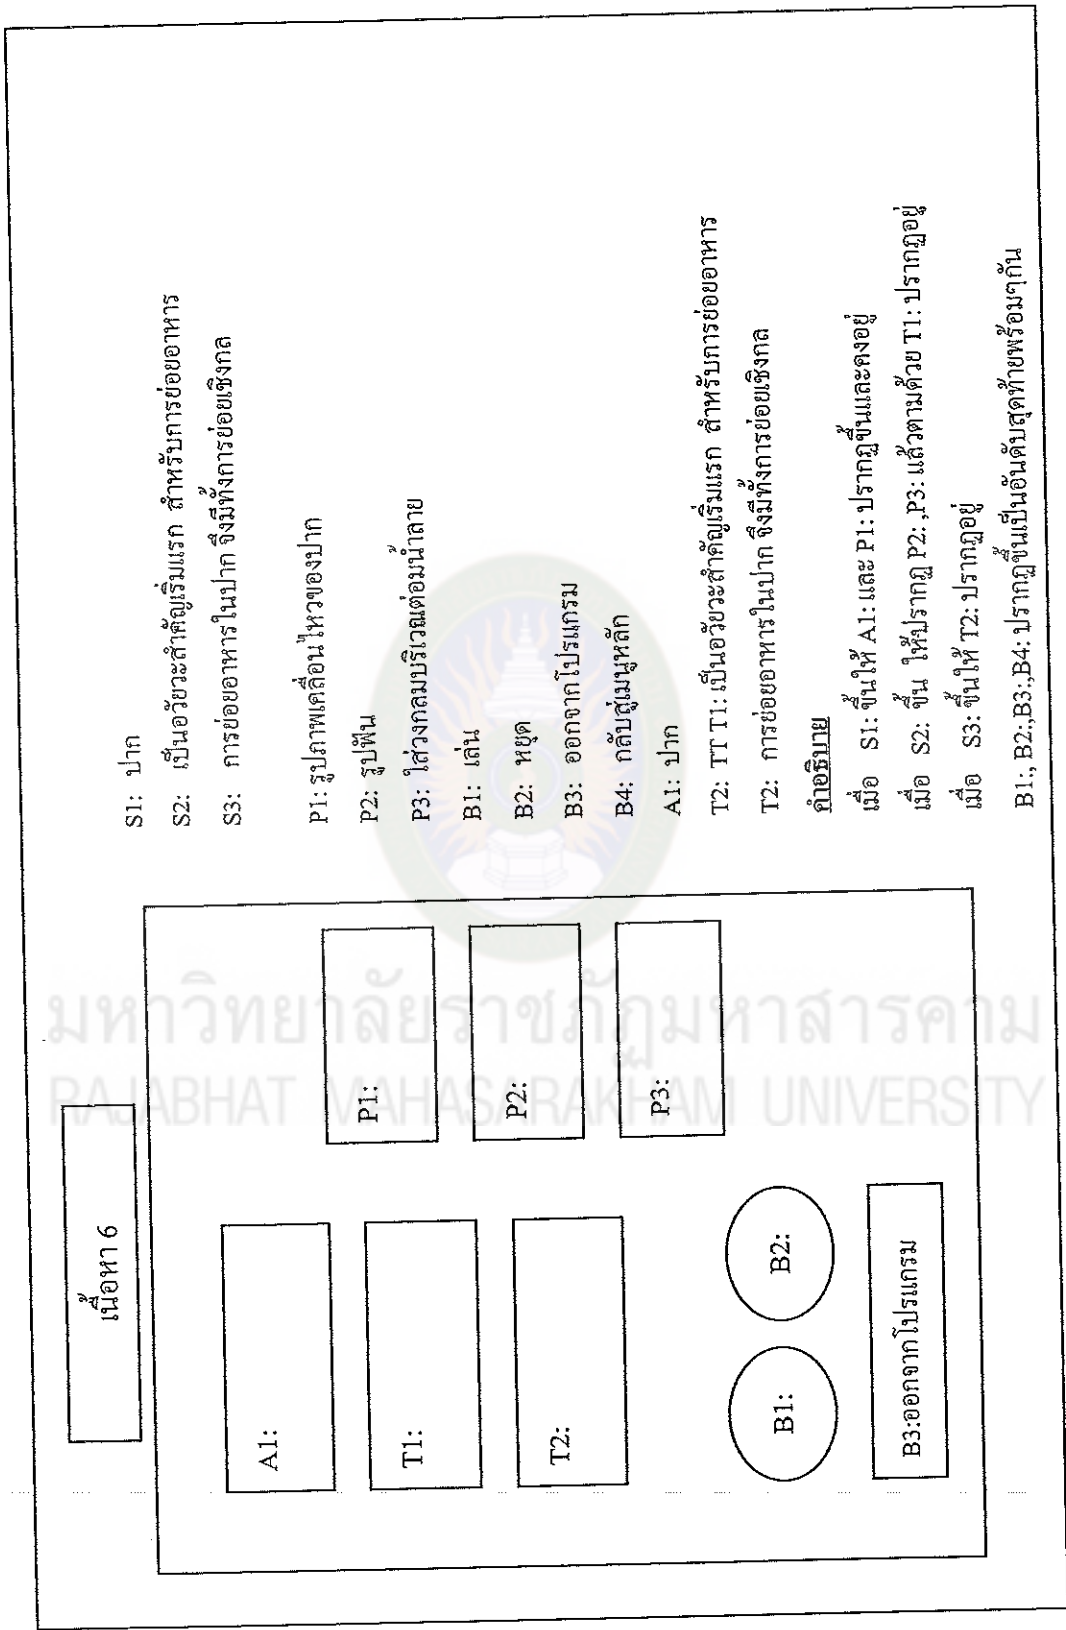 เนื้อหา 6
A1:
T1:
T2:
B1:
B2:
B3:ออกจากโปรแกรม
P1:
P2:
P3:
S1: ปาก
S2: เป็นอวัยวะสำคัญเริ่มแรก สำหรับการย่อยอาหาร
S3: การย่อยอาหารในปาก จึงมีทั้งการย่อยเชิงกล
P1: รูปภาพเคลื่อนไหวของปาก
P2: รูปฟัน
P3: ใส่วงกลมบริเวณต่อมน้ำลาย
B1: เล่น
B2: หยุด
B3: ออกจากโปรแกรม
B4: กลับสู่เมนูหลัก
A1: ปาก
T2: TT T1: เป็นอวัยวะสำคัญเริ่มแรก สำหรับการย่อยอาหาร
T2: การย่อยอาหารในปาก จึงมีทั้งการย่อยเชิงกล
คำอธิบาย
เมื่อ S1: ขึ้นให้ A1: และ P1: ปรากฏขึ้นและคงอยู่
เมื่อ S2: ขึ้น ให้ปรากฏ P2: ,P3: แล้วตามด้วย T1: ปรากฏอยู่
เมื่อ S3: ขึ้นให้ T2: ปรากฏอยู่
B1:, B2:,B3:,B4: ปรากฏขึ้นเป็นอันดับสุดท้ายพร้อมๆกัน
มหาวิทยาลัยราชภัฏมหาสารคาม
RAJABHAT MAHASARAKHAM UNIVERSITY